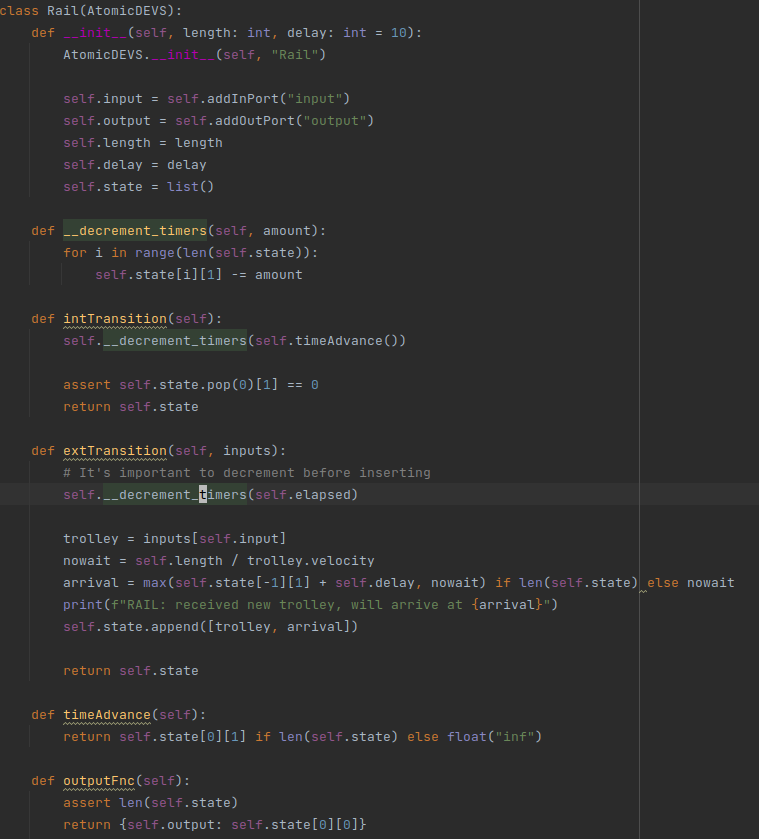 class Rail(AtomicDEVS):
    def __init__(self, length: int, delay: int = 10):
        AtomicDEVS.__init__(self, "Rail")

        self.input = self.addInPort("input")
        self.output = self.addOutPort("output")
        self.length = length
        self.delay = delay
        self.state = list()

    def __decrement_timers(self, amount):
        for i in range(len(self.state)):
            self.state[i][1] -= amount

    def intTransition(self):
        self.__decrement_timers(self.timeAdvance())

        assert self.state.pop(0)[1] == 0
        return self.state

    def extTransition(self, inputs):
        # It's important to decrement before inserting
        self.__decrement_timers(self.elapsed)

        trolley = inputs[self.input]
        nowait = self.length / trolley.velocity
        arrival = max(self.state[-1][1] + self.delay, nowait) if len(self.state) else nowait
        print(f"RAIL: received new trolley, will arrive at {arrival}")
        self.state.append([trolley, arrival])

        return self.state

    def timeAdvance(self):
        return self.state[0][1] if len(self.state) else float("inf")

    def outputFnc(self):
        assert len(self.state)
        return {self.output: self.state[0][0]}